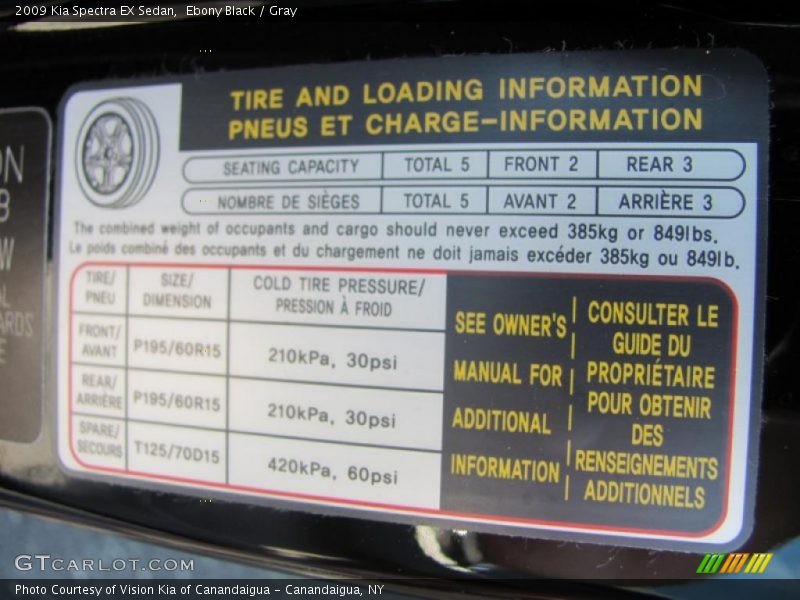 2009 Kia Spectra EX Sedan,  Ebony Black / Gray
TIRE AND LOADING INFORMATION
PNEUS ET CHARGE-INFORMATION
SEATING CAPACITY TOTAL 5 FRONT 2 REAR 3
NOMBRE DE SIÈGES TOTAL 5 AVANT 2 ARRIÈRE 3
The combined weight of occupants and cargo should never exceed 385kg or 849lbs.
Le poids combiné des occupants et du chargement ne doit jamais excéder 385kg ou 849lb.
TIRE/
PNEU
SIZE/
DIMENSION
COLD TIRE PRESSURE/
PRESSION À FROID
FRONT/
AVANT
P195/60R15
210kPa, 30psi
REAR/
ARRIÈRE
P195/60R15
210kPa, 30psi
SPARE/
SECOURS
T125/70D15
420kPa, 60psi
SEE OWNER'S
MANUAL FOR
ADDITIONAL
INFORMATION
CONSULTER LE
GUIDE DU
PROPRIÉTAIRE
POUR OBTENIR
DES
RENSEIGNEMENTS
ADDITIONNELS
GTCARLOT.COM
Photo Courtesy of Vision Kia of Canandaigua - Canandaigua, NY